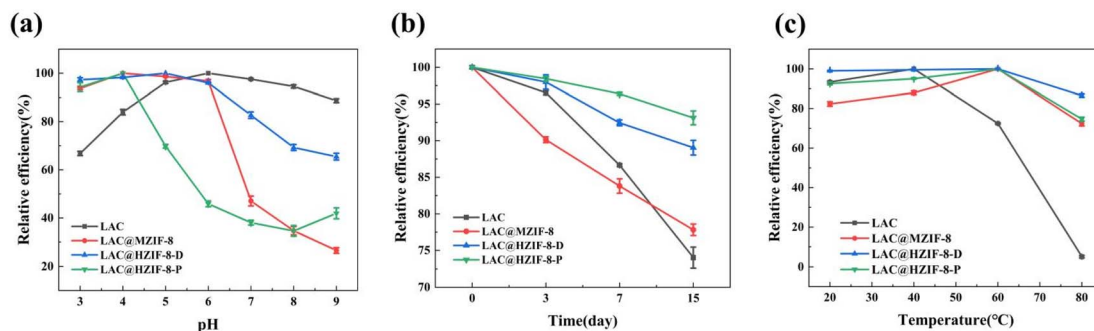 (a)
Relative efficiency(%)
100
80
60
40
20
LAC
LAC@MZIF-8
LAC@HZIF-8-D
LAC@HZIF-8-P
3 4 5 6 7 8 9
pH
(b)
Relative efficiency(%)
100
95
90
85
80
75
70
LAC
LAC@MZIF-8
LAC@HZIF-8-D
LAC@HZIF-8-P
0 3 7 15
Time(day)
(c)
Relative efficiency(%)
100
80
60
40
20
0
LAC
LAC@MZIF-8
LAC@HZIF-8-D
LAC@HZIF-8-P
20 30 40 50 60 70 80
Temperature(°C)